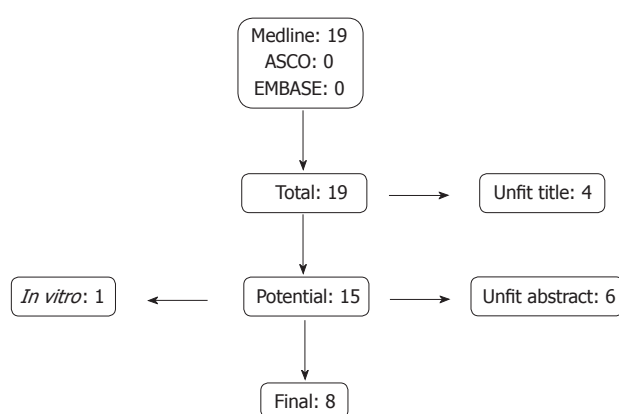 Medline: 19
ASCO: 0
EMBASE: 0
Total: 19
Unfit title: 4
In vitro: 1
Potential: 15
Unfit abstract: 6
Final: 8